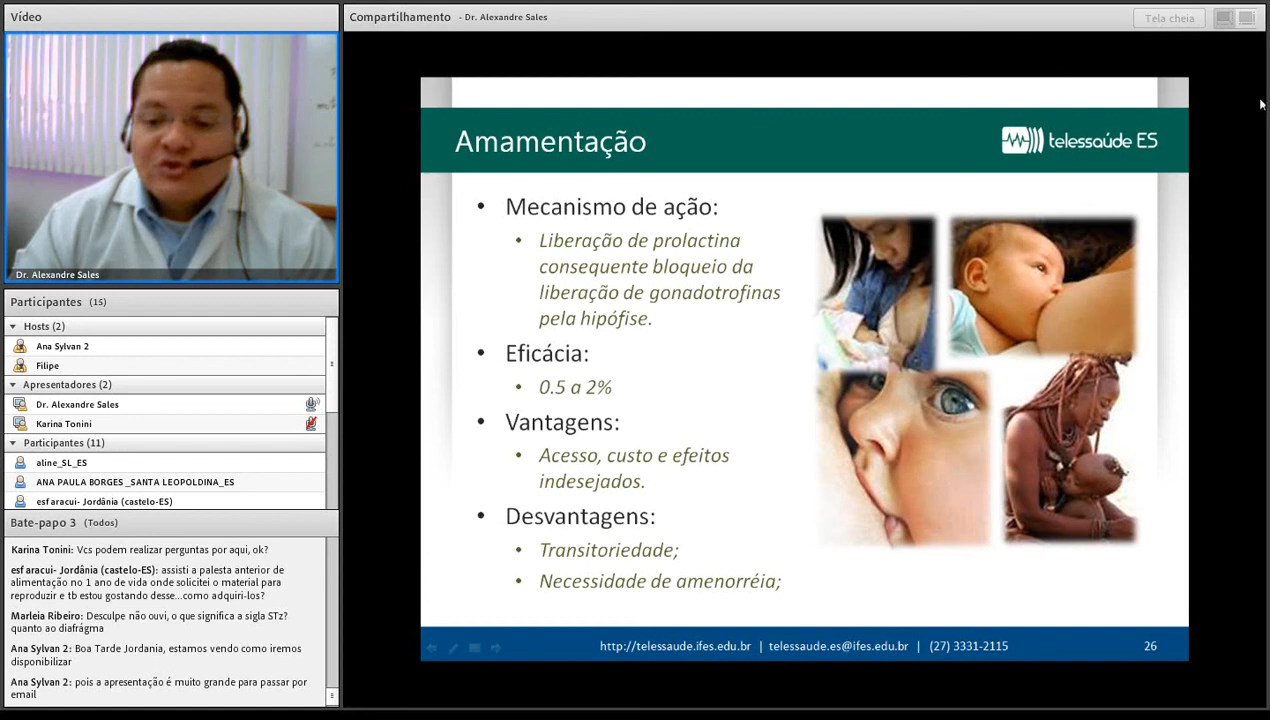 Vídeo
Dr. Alexandre Sales
Participantes (15)
Hosts (2)
Ana Sylvan 2
Filipe
Apresentadores (2)
Dr. Alexandre Sales
Karina Tonini
Participantes (11)
aline_SL_ES
ANA PAULA BORGES _SANTA LEOPOLDINA_ES
esf aracui- Jordânia (castelo-ES)
Bate-papo 3 (Todos)
Karina Tonini: Vcs podem realizar perguntas por aqui, ok?
esf aracui- Jordânia (castelo-ES): assisti a palesta anterior de
alimentação no 1 ano de vida onde solicitei o material para
reproduzir e tb estou gostando desse...como adquiri-los?
Marleia Ribeiro: Desculpe não ouvi, o que significa a sigla STz?
quanto ao diafrágma
Ana Sylvan 2: Boa Tarde Jordania, estamos vendo como iremos
disponibilizar
Ana Sylvan 2: pois a apresentação é muito grande para passar por
email
Compartilhamento - Dr. Alexandre Sales
Tela cheia
Amamentação
telessaúde ES
• Mecanismo de ação:
• Liberação de prolactina
consequente bloqueio da
liberação de gonadotrofinas
pela hipófise.
• Eficácia:
• 0.5 a 2%
• Vantagens:
• Acesso, custo e efeitos
indesejados.
• Desvantagens:
• Transitoriedade;
• Necessidade de amenorréia;
http://telessaude.ifes.edu.br | telessaude.es@ifes.edu.br | (27) 3331-2115
26